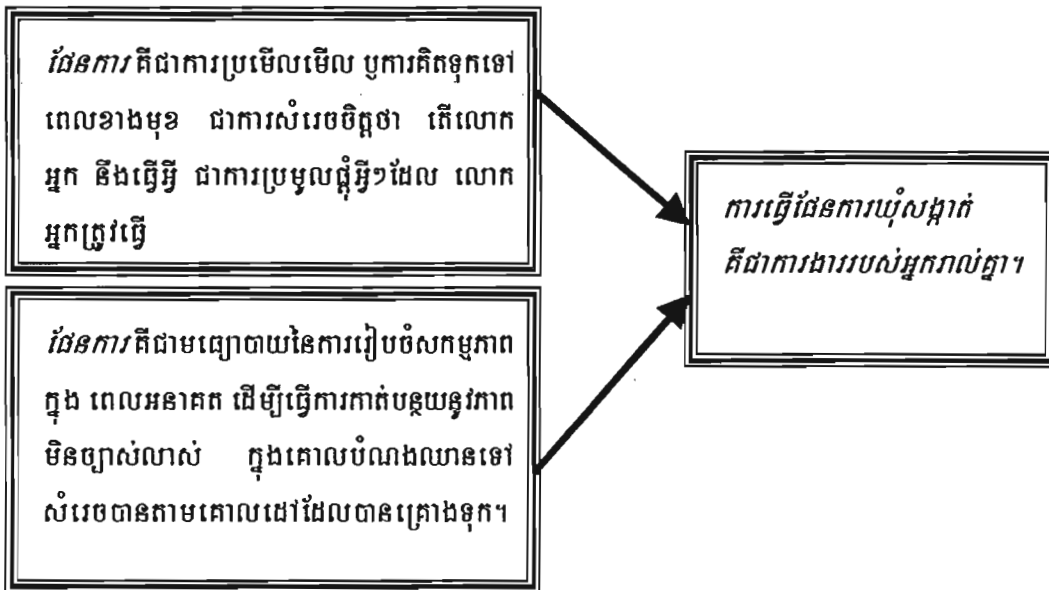 ផែនការ គឺជាការប្រមើលមើល ឬការគិតទុកទៅ
ពេលខាងមុខ ជាការសំរេចចិត្តថា តើលោក
អ្នក នឹងធ្វើអ្វី ជាការប្រមូលផ្តុំអ្វីៗដែល លោក
អ្នកត្រូវធ្វើ
ផែនការ គឺជាមធ្យោបាយនៃការរៀបចំសកម្មភាព
ក្នុង ពេលអនាគត ដើម្បីធ្វើការកាត់បន្ថយនូវភាព
មិនច្បាស់លាស់ ក្នុងគោលបំណងឈានទៅ
សំរេចបានតាមគោលដៅដែលបានគ្រោងទុក។
ការធ្វើផែនការឃុំសង្កាត់
គឺជាការងាររបស់អ្នករាល់គ្នា។